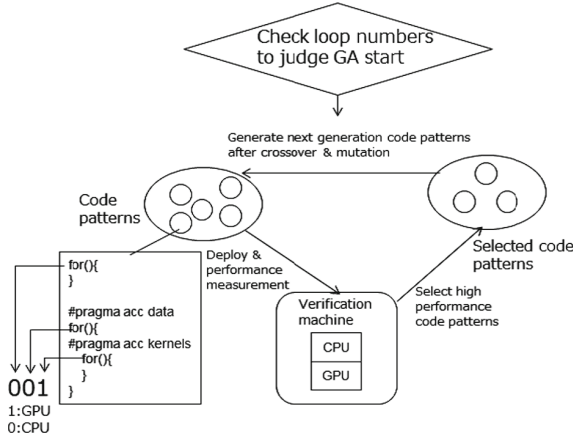 Check loop numbers
to judge GA start
Generate next generation code patterns
after crossover & mutation
Code
patterns
Selected code
patterns
Deploy &
performance
measurement
Select high
performance
code patterns
Verification
machine
CPU
GPU
for(){
}
#pragma acc data
for(){
#pragma acc kernels
for(){
}
}
001
1:GPU
0:CPU